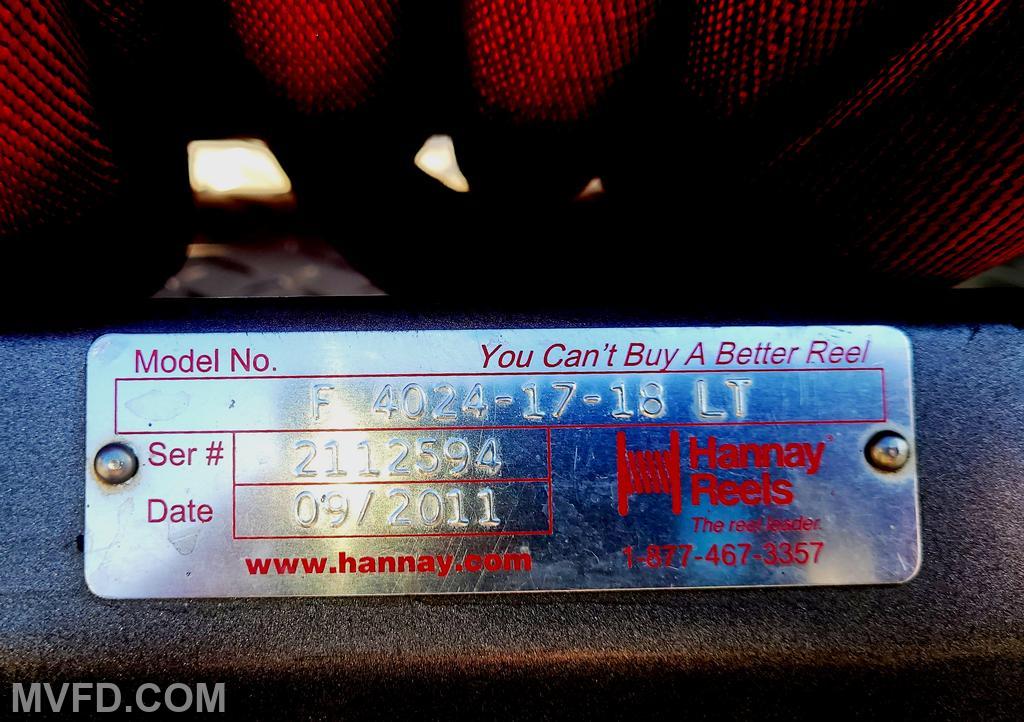 Model No. You Can't Buy A Better Reel
F 4024-17-18 LT
Ser # 2112594
Date 09/2011
Hannay®
Reels
The reel leader.
www.hannay.com 1-877-467-3357
MVFD.COM